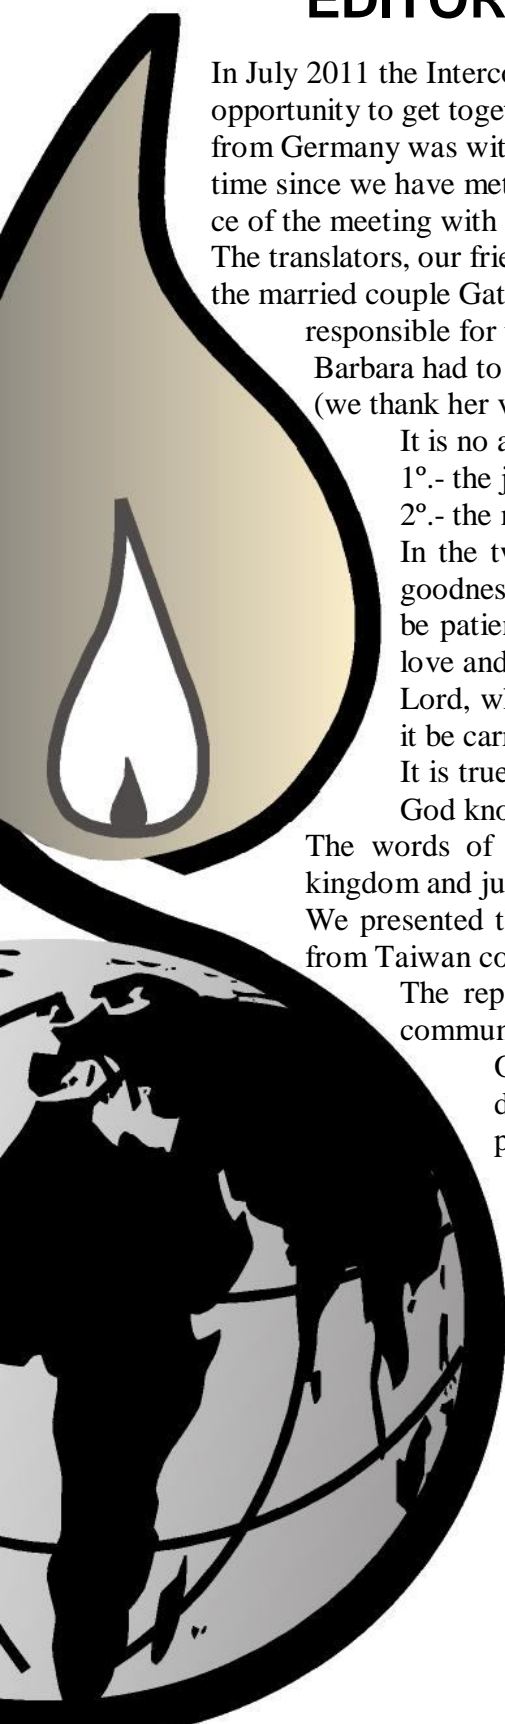 EDITOR
In July 2011 the Interc
opportunity to get toge
from Germany was wit
time since we have met
ce of the meeting with
The translators, our frie
the married couple Gat
responsible for
Barbara had to
(we thank her v
It is no a
1º.- the j
2º.- the
In the tw
goodnes
be patie
love and
Lord, w
it be carr
It is true
God kno
The words of
kingdom and ju
We presented t
from Taiwan co
The rep
commun
d
p